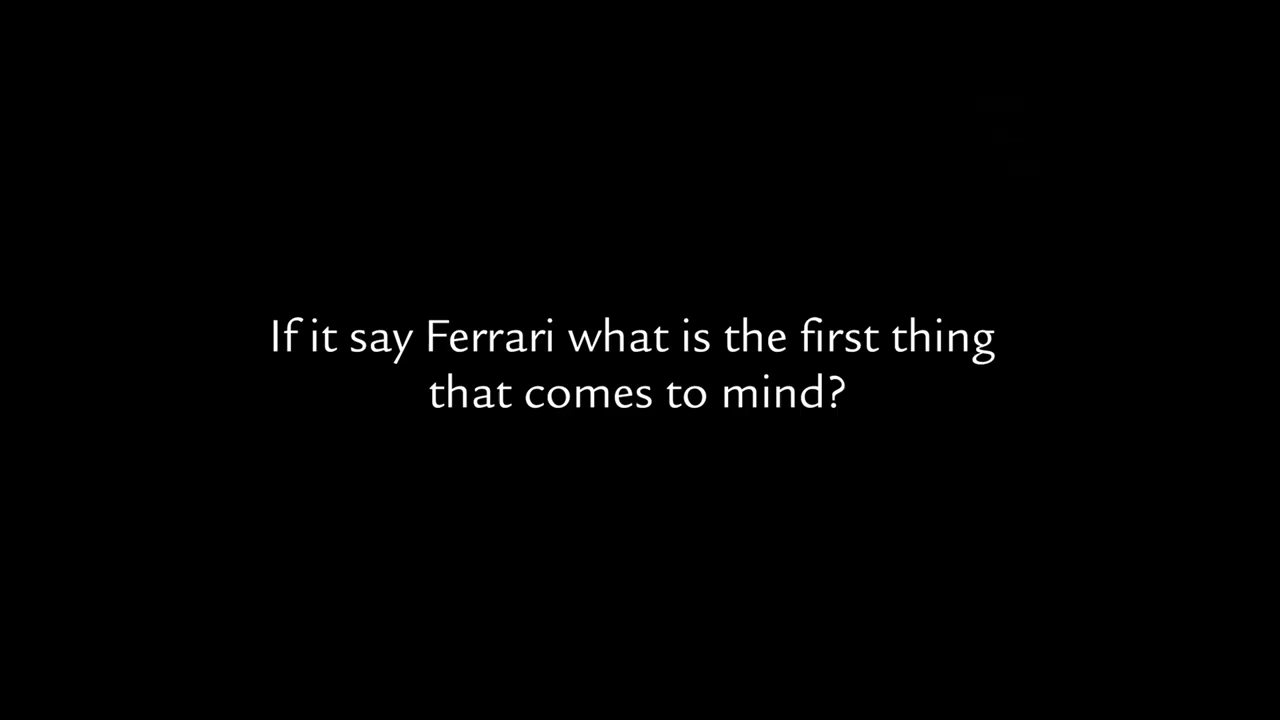 If it say Ferrari what is the first thing
that comes to mind?